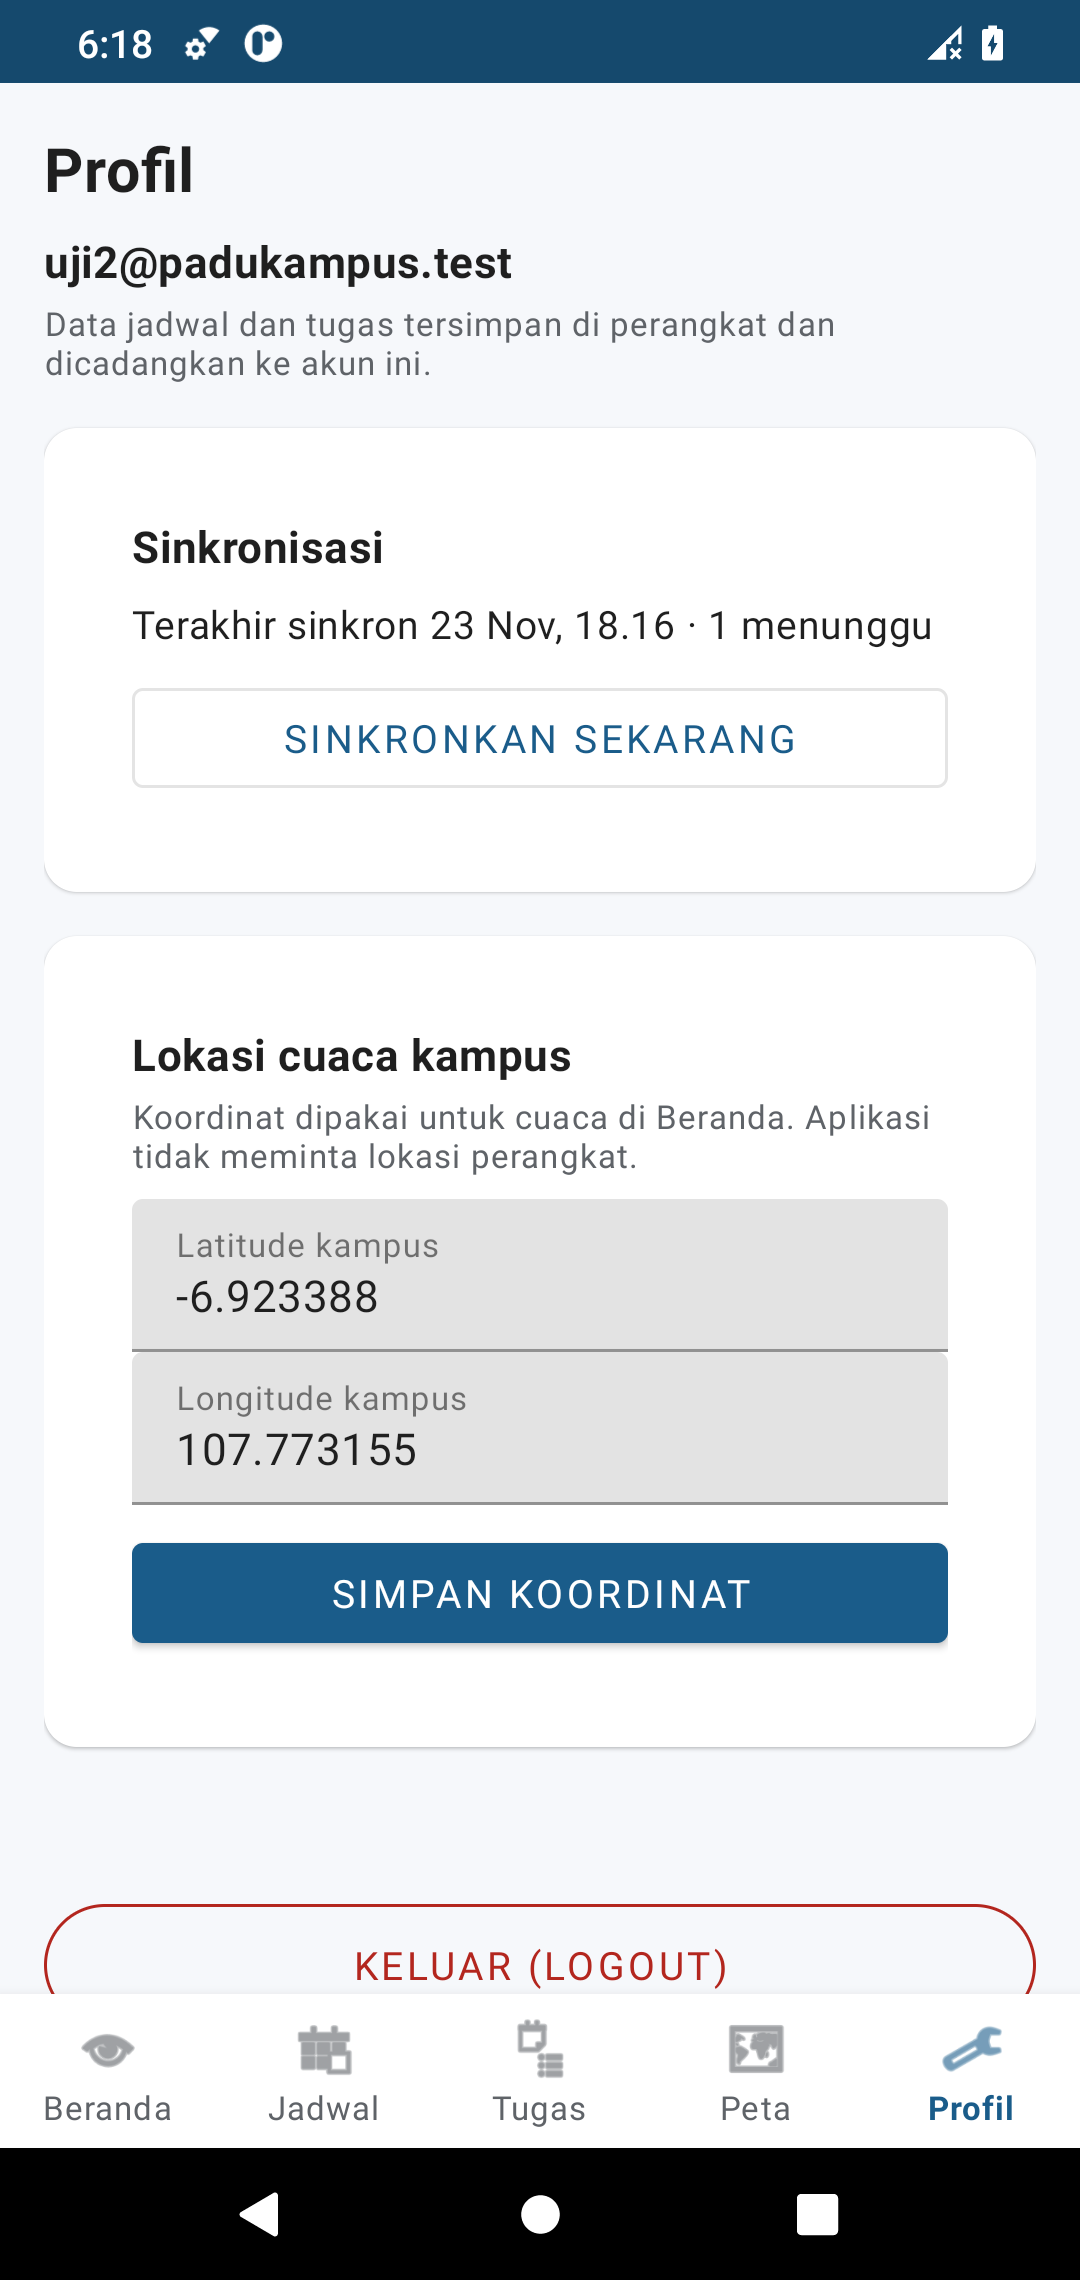 6:18
Profil
uji2@padukampus.test
Data jadwal dan tugas tersimpan di perangkat dan
dicadangkan ke akun ini.
Sinkronisasi
Terakhir sinkron 23 Nov, 18.16 · 1 menunggu
SINKRONKAN SEKARANG
Lokasi cuaca kampus
Koordinat dipakai untuk cuaca di Beranda. Aplikasi
tidak meminta lokasi perangkat.
Latitude kampus
-6.923388
Longitude kampus
107.773155
SIMPAN KOORDINAT
KELUAR (LOGOUT)
Beranda Jadwal Tugas Peta Profil